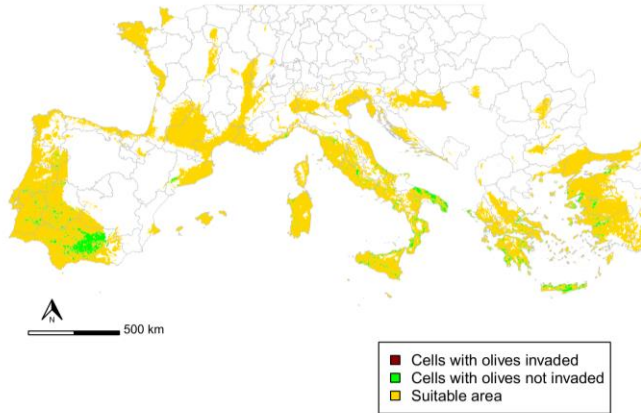 N
500 km
Cells with olives invaded
Cells with olives not invaded
Suitable area